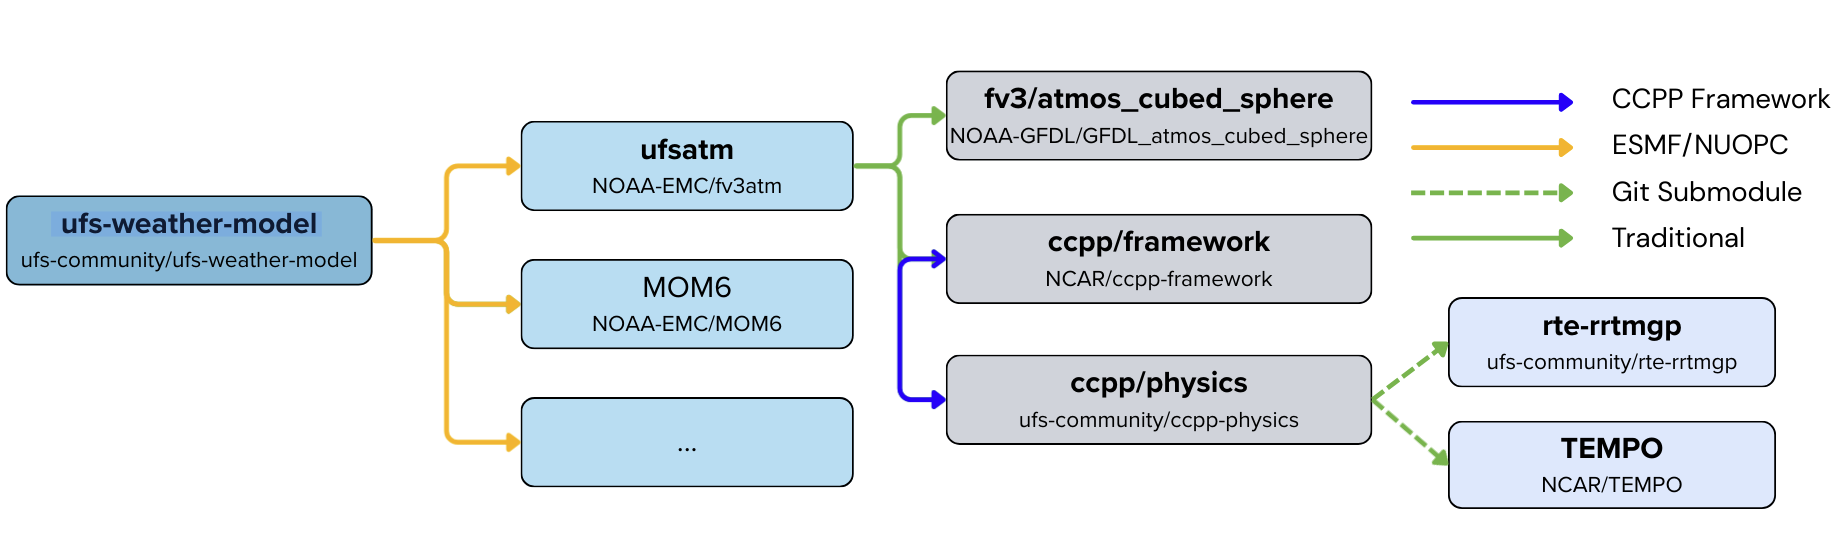 ufs-weather-model
ufs-community/ufs-weather-model
ufsatm
NOAA-EMC/fv3atm
MOM6
NOAA-EMC/MOM6
...
fv3/atmos_cubed_sphere
NOAA-GFDL/GFDL_atmos_cubed_sphere
ccpp/framework
NCAR/ccpp-framework
ccpp/physics
ufs-community/ccpp-physics
CCPP Framework
ESMF/NUOPC
Git Submodule
Traditional
rte-rrtmgp
ufs-community/rte-rrtmgp
TEMPO
NCAR/TEMPO